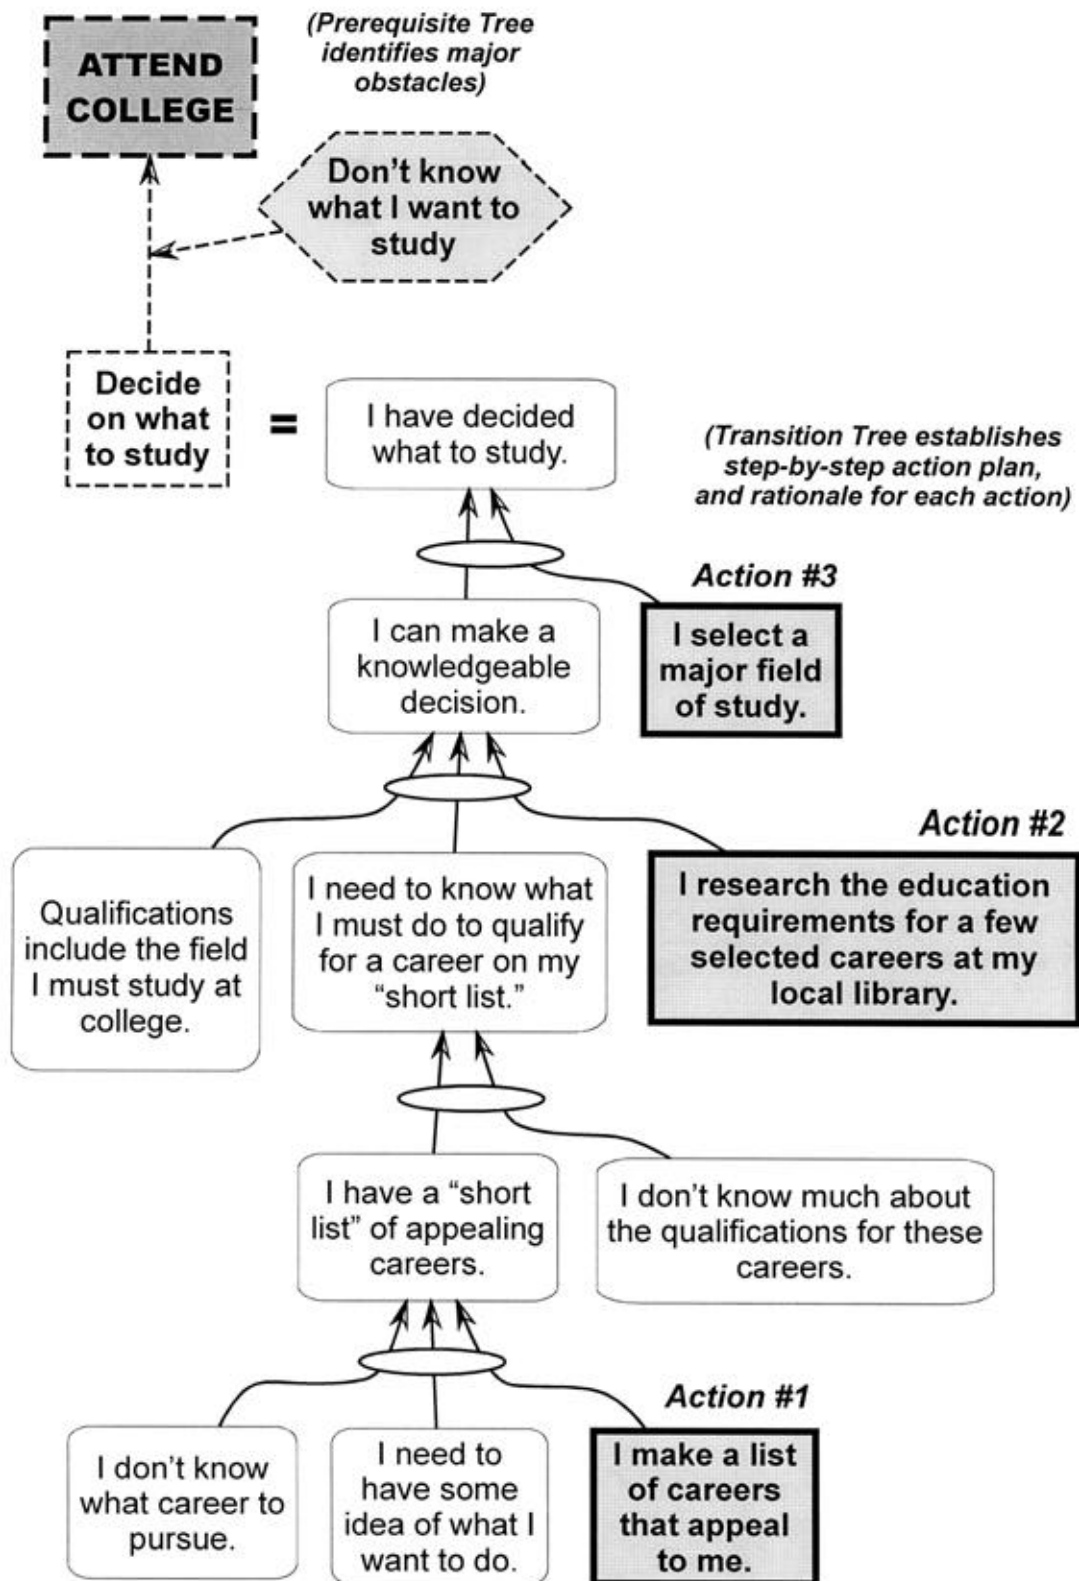 ATTEND
COLLEGE
(Prerequisite Tree
identifies major
obstacles)
Don't know
what I want to
study
Decide
on what
to study
=
I have decided
what to study.
(Transition Tree establishes
step-by-step action plan,
and rationale for each action)
Action #3
I can make a
knowledgeable
decision.
I select a
major field
of study.
Action #2
Qualifications
include the field
I must study at
college.
I need to know what
I must do to qualify
for a career on my
“short list.”
I research the education
requirements for a few
selected careers at my
local library.
I have a “short
list” of appealing
careers.
I don't know much about
the qualifications for these
careers.
Action #1
I don't know
what career to
pursue.
I need to
have some
idea of what I
want to do.
I make a list
of careers
that appeal
to me.